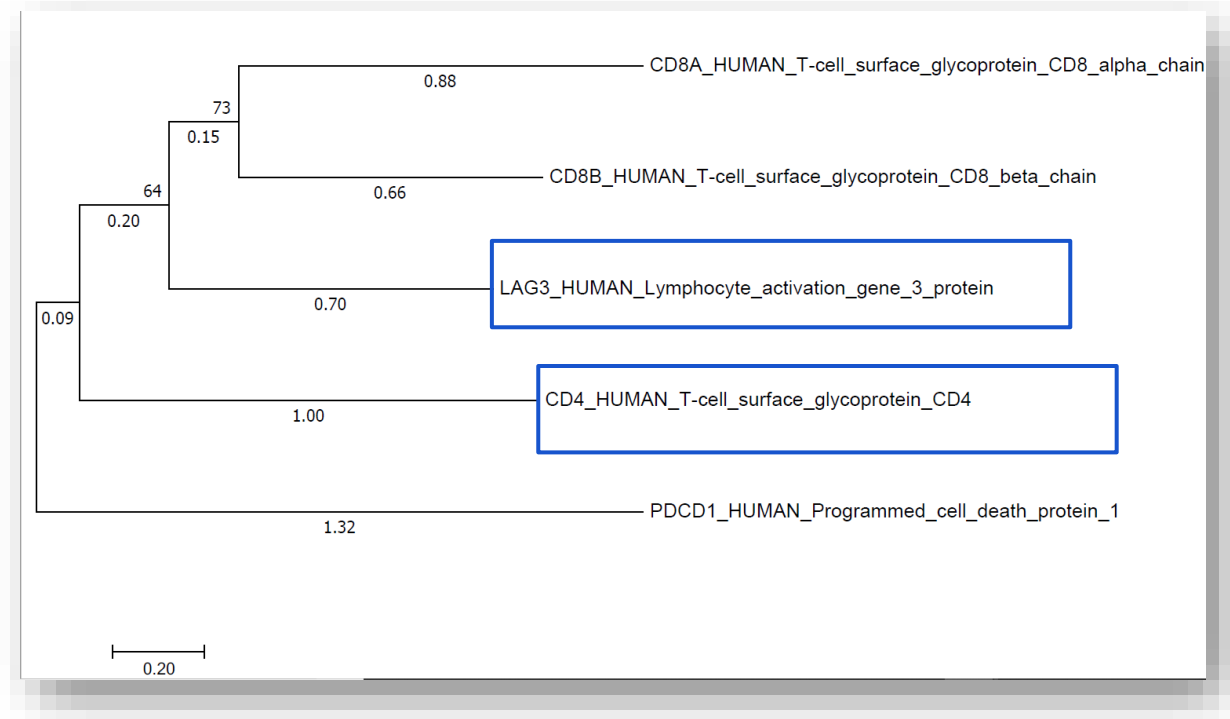 CD8A_HUMAN_T-cell_surface_glycoprotein_CD8_alpha_chain
0.88
73
0.15
CD8B_HUMAN_T-cell_surface_glycoprotein_CD8_beta_chain
0.66
64
0.20
LAG3_HUMAN_Lymphocyte_activation_gene_3_protein
0.70
0.09
CD4_HUMAN_T-cell_surface_glycoprotein_CD4
1.00
PDCD1_HUMAN_Programmed_cell_death_protein_1
1.32
0.20